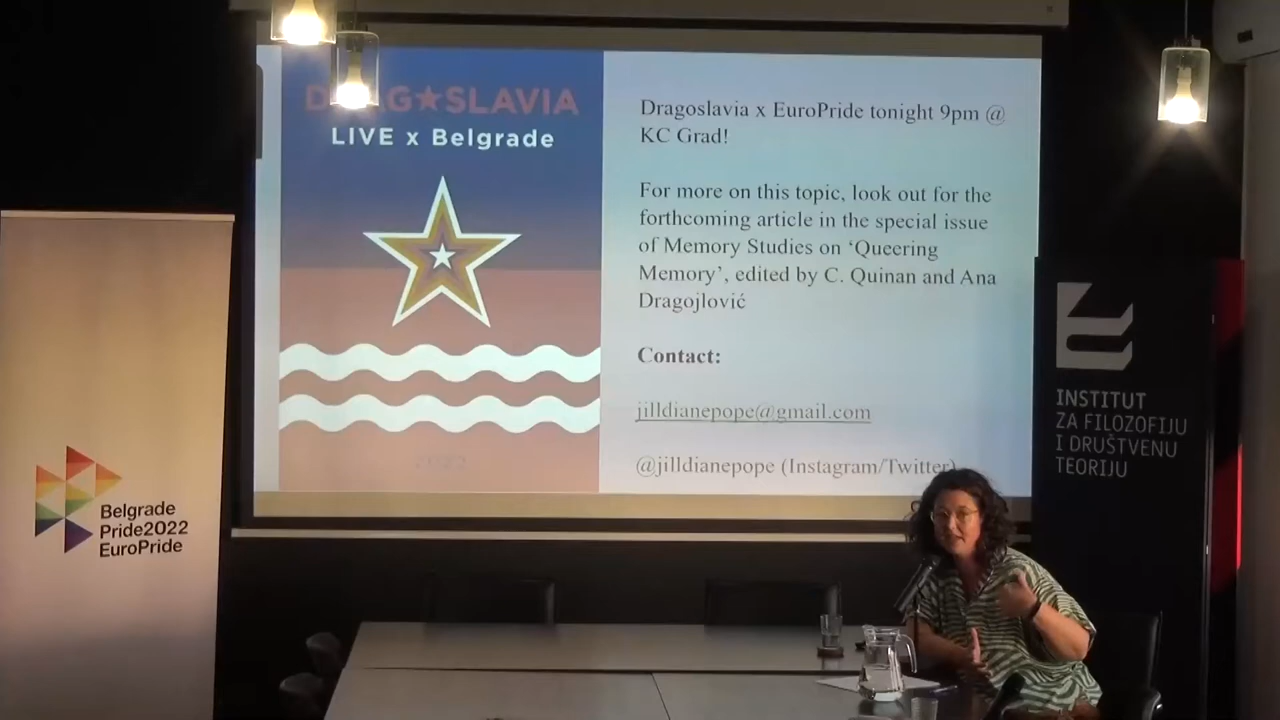 DRAG★SLAVIA
LIVE x Belgrade
Dragoslavia x EuroPride tonight 9pm @
KC Grad!
For more on this topic, look out for the
forthcoming article in the special issue
of Memory Studies on ‘Queering
Memory’, edited by C. Quinan and Ana
Dragojlović
Contact:
jilldianepope@gmail.com
@jilldianepope (Instagram/Twitter)
Belgrade
Pride2022
EuroPride
INSTITUT
ZA FILOZOFIJU
I DRUŠTVENU
TEORIJU